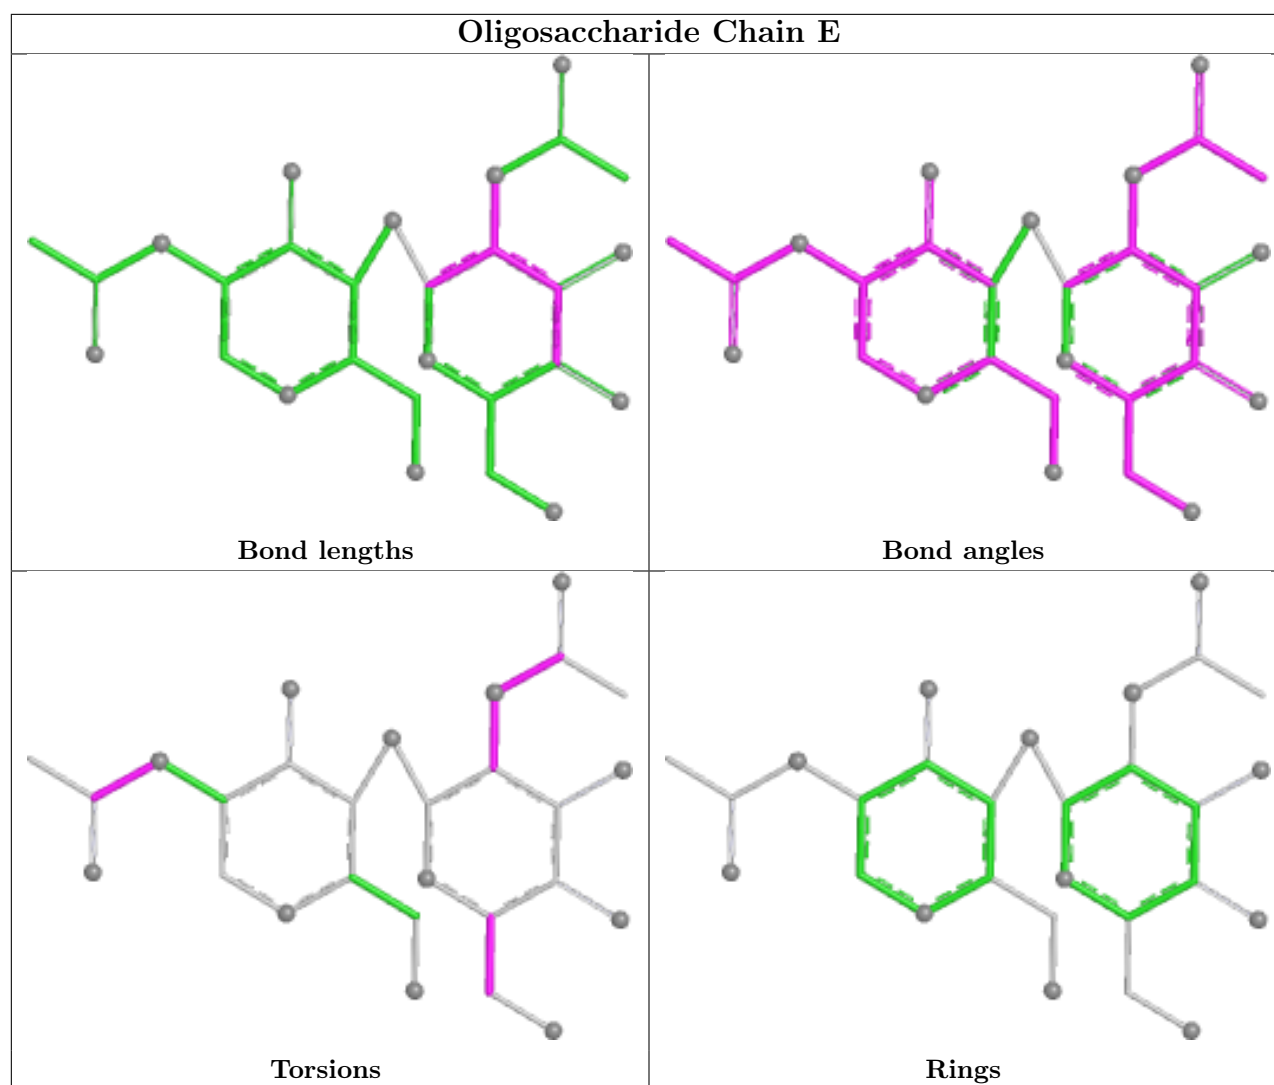 Oligosaccharide Chain E
Bond lengths
Bond angles
Torsions
Rings